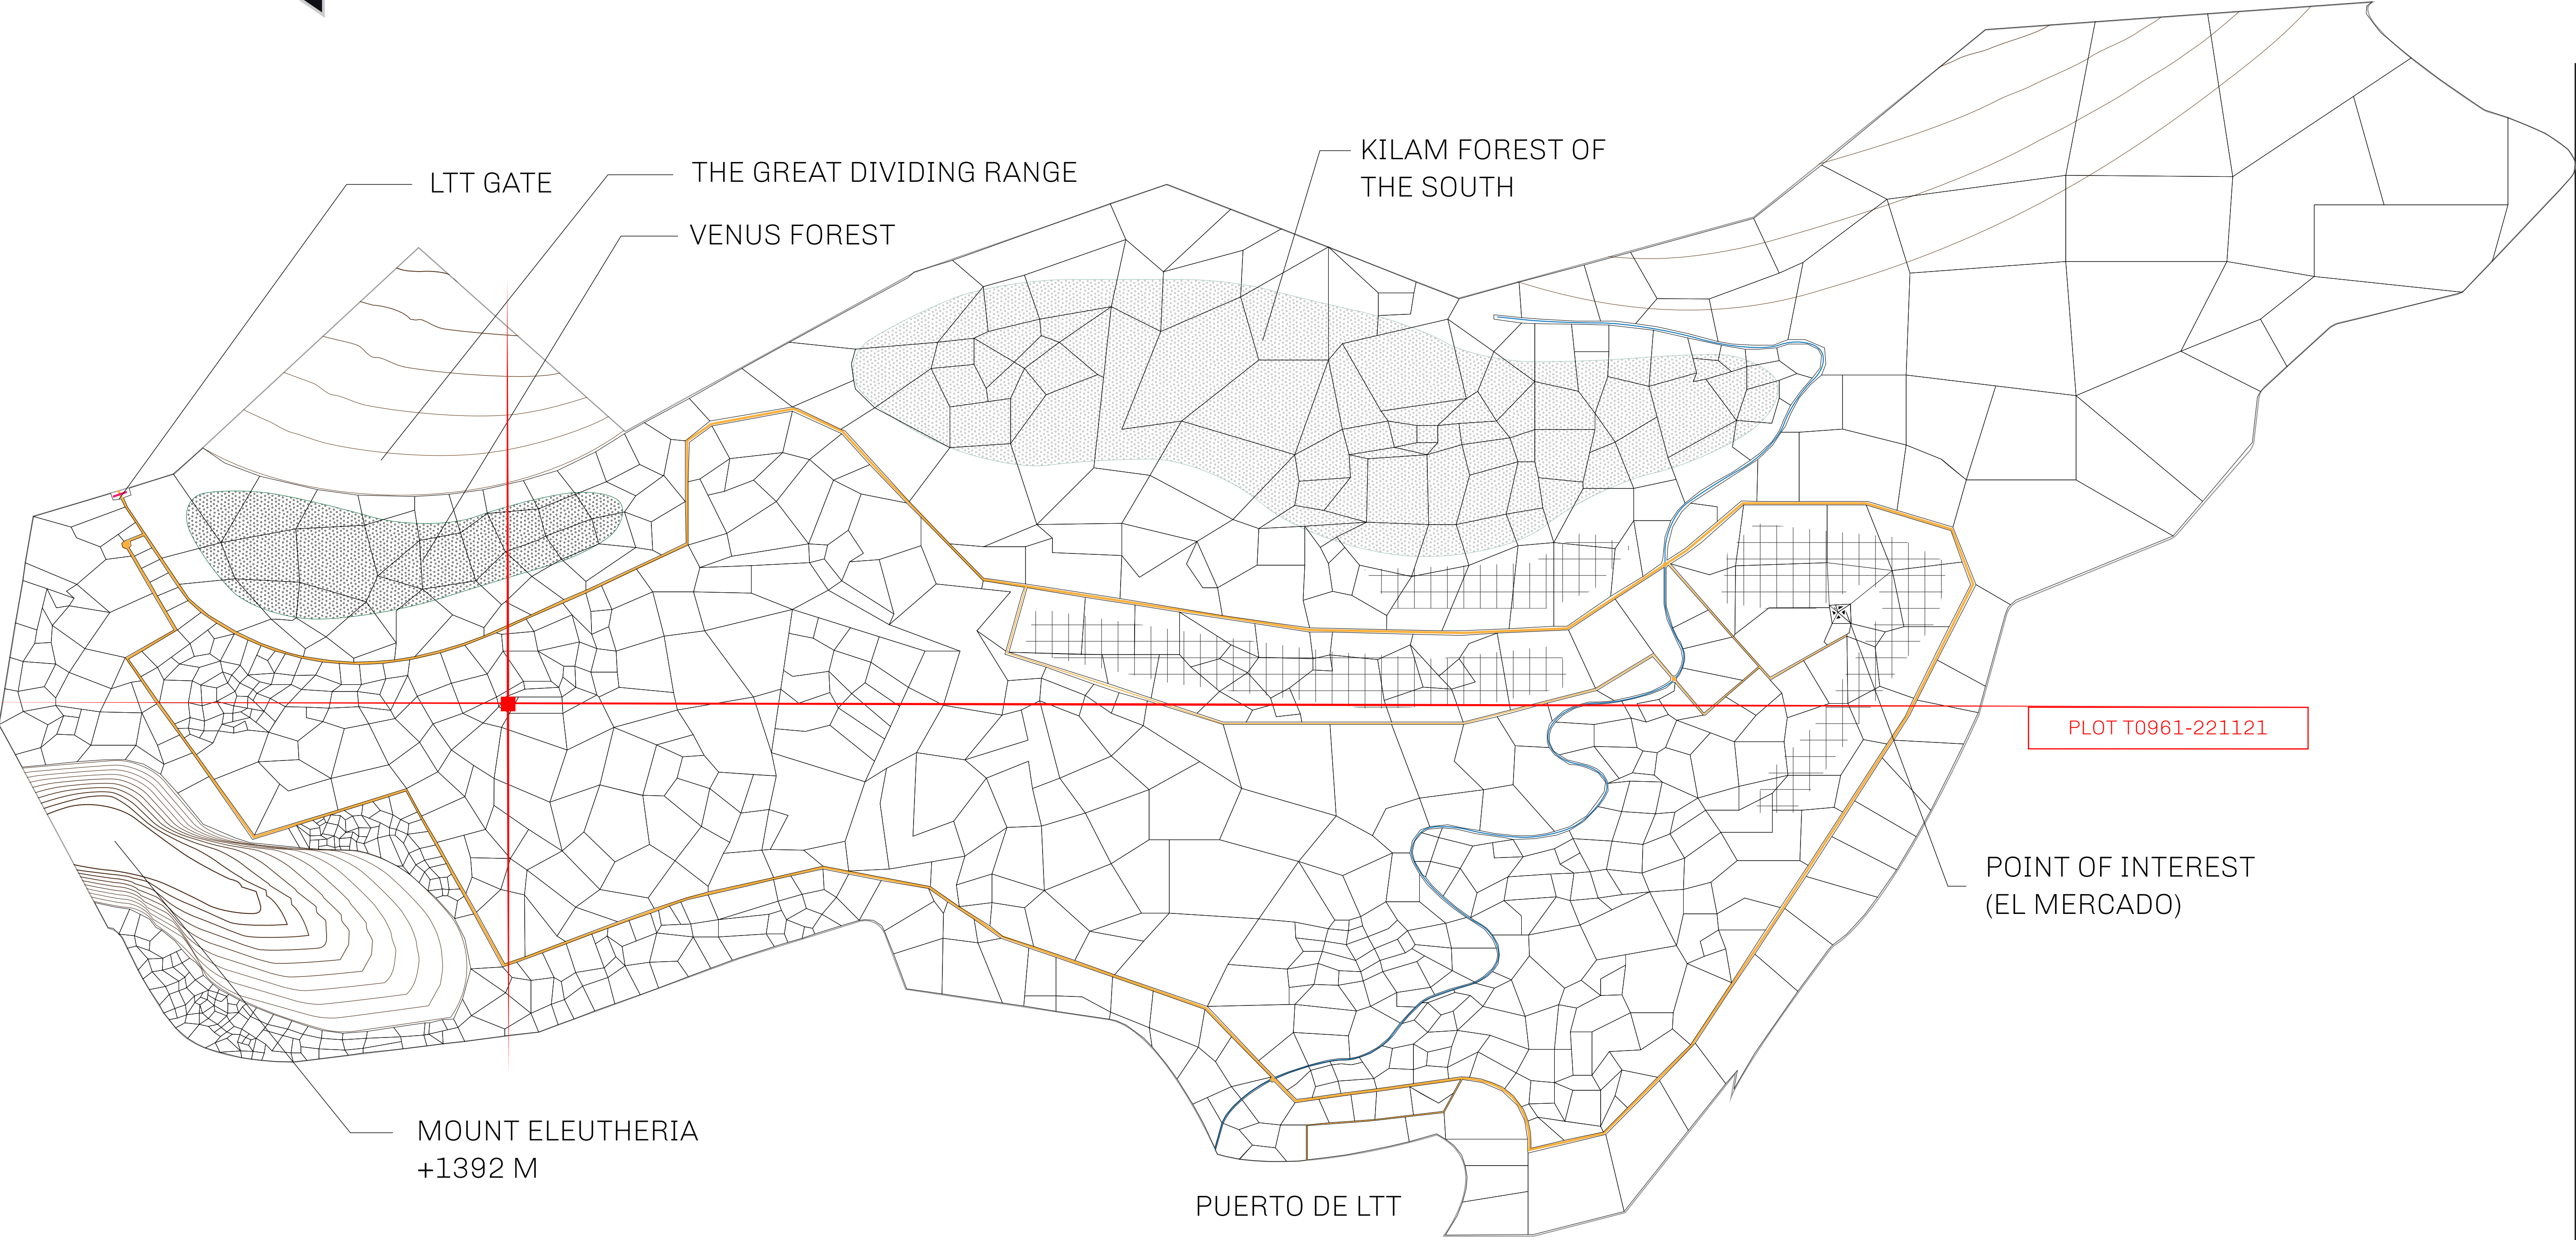 LTT GATE
THE GREAT DIVIDING RANGE
VENUS FOREST
KILAM FOREST OF
THE SOUTH
PLOT T0961-221121
POINT OF INTEREST
(EL MERCADO)
MOUNT ELEUTHERIA
+1392 M
PUERTO DE LTT